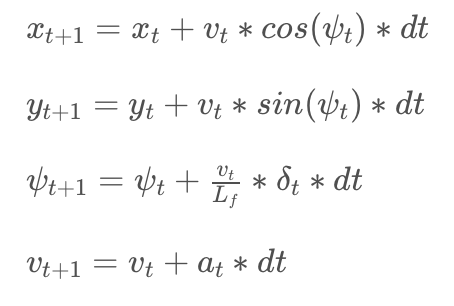 x_{t+1} = x_t + v_t * cos(ψ_t) * dt
y_{t+1} = y_t + v_t * sin(ψ_t) * dt
ψ_{t+1} = ψ_t + \frac{v_t}{L_f} * δ_t * dt
v_{t+1} = v_t + a_t * dt